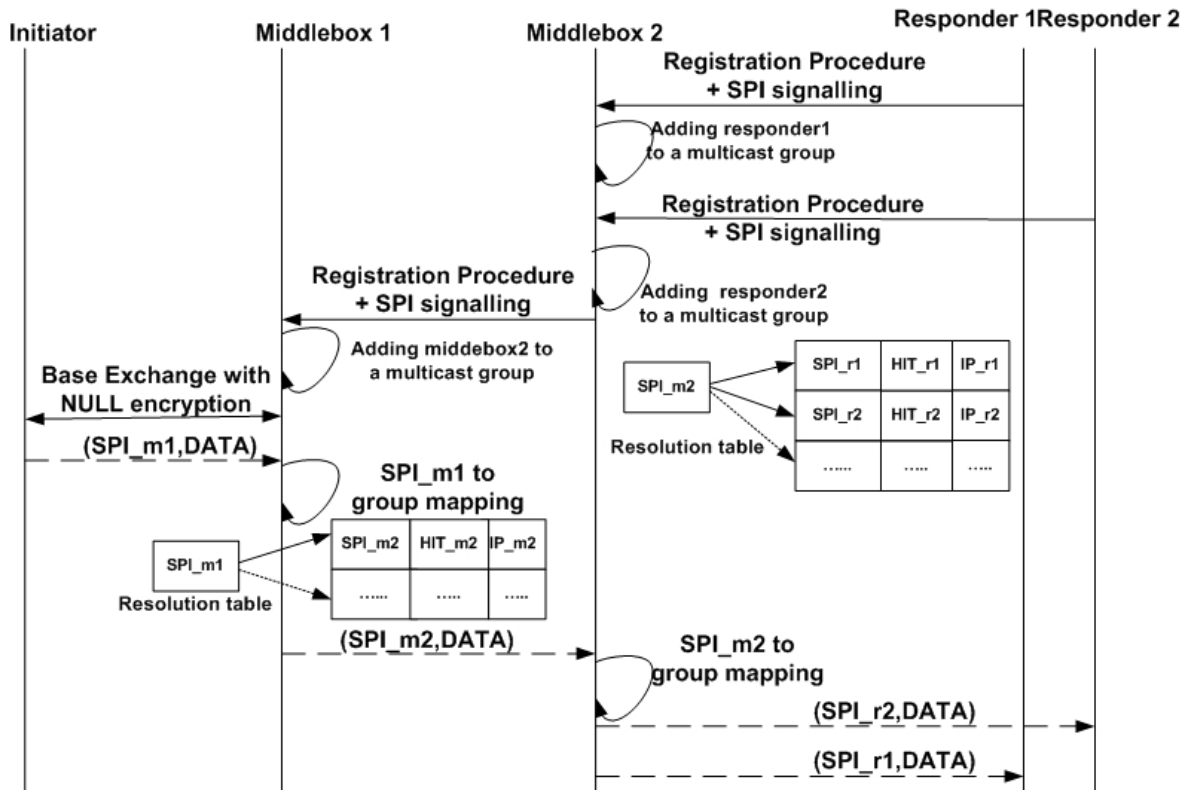 Initiator
Middlebox 1
Middlebox 2
Responder 1
Responder 2
Registration Procedure
+ SPI signalling
Adding responder1
to a multicast group
Registration Procedure
+ SPI signalling
Registration Procedure
+ SPI signalling
Adding responder2
to a multicast group
Adding middebox2 to
a multicast group
SPI_m2
SPI_r1 HIT_r1 IP_r1
SPI_r2 HIT_r2 IP_r2
...... ..... .....
Resolution table
Base Exchange with
NULL encryption
(SPI_m1,DATA)
SPI_m1 to
group mapping
SPI_m1
SPI_m2 HIT_m2 IP_m2
...... ..... .....
Resolution table
(SPI_m2,DATA)
SPI_m2 to
group mapping
(SPI_r2,DATA)
(SPI_r1,DATA)